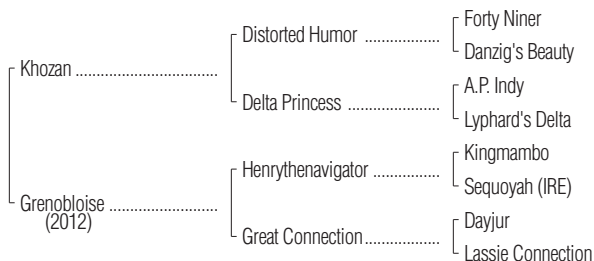 Forty Niner
Distorted Humor ..................
Danzig's Beauty
Khozan ...................................
A.P. Indy
Delta Princess ......................
Lyphard's Delta
Kingmambo
Henrythenavigator ................
Sequoyah (IRE)
Grenobloise ..........................
(2012)
Dayjur
Great Connection..................
Lassie Connection